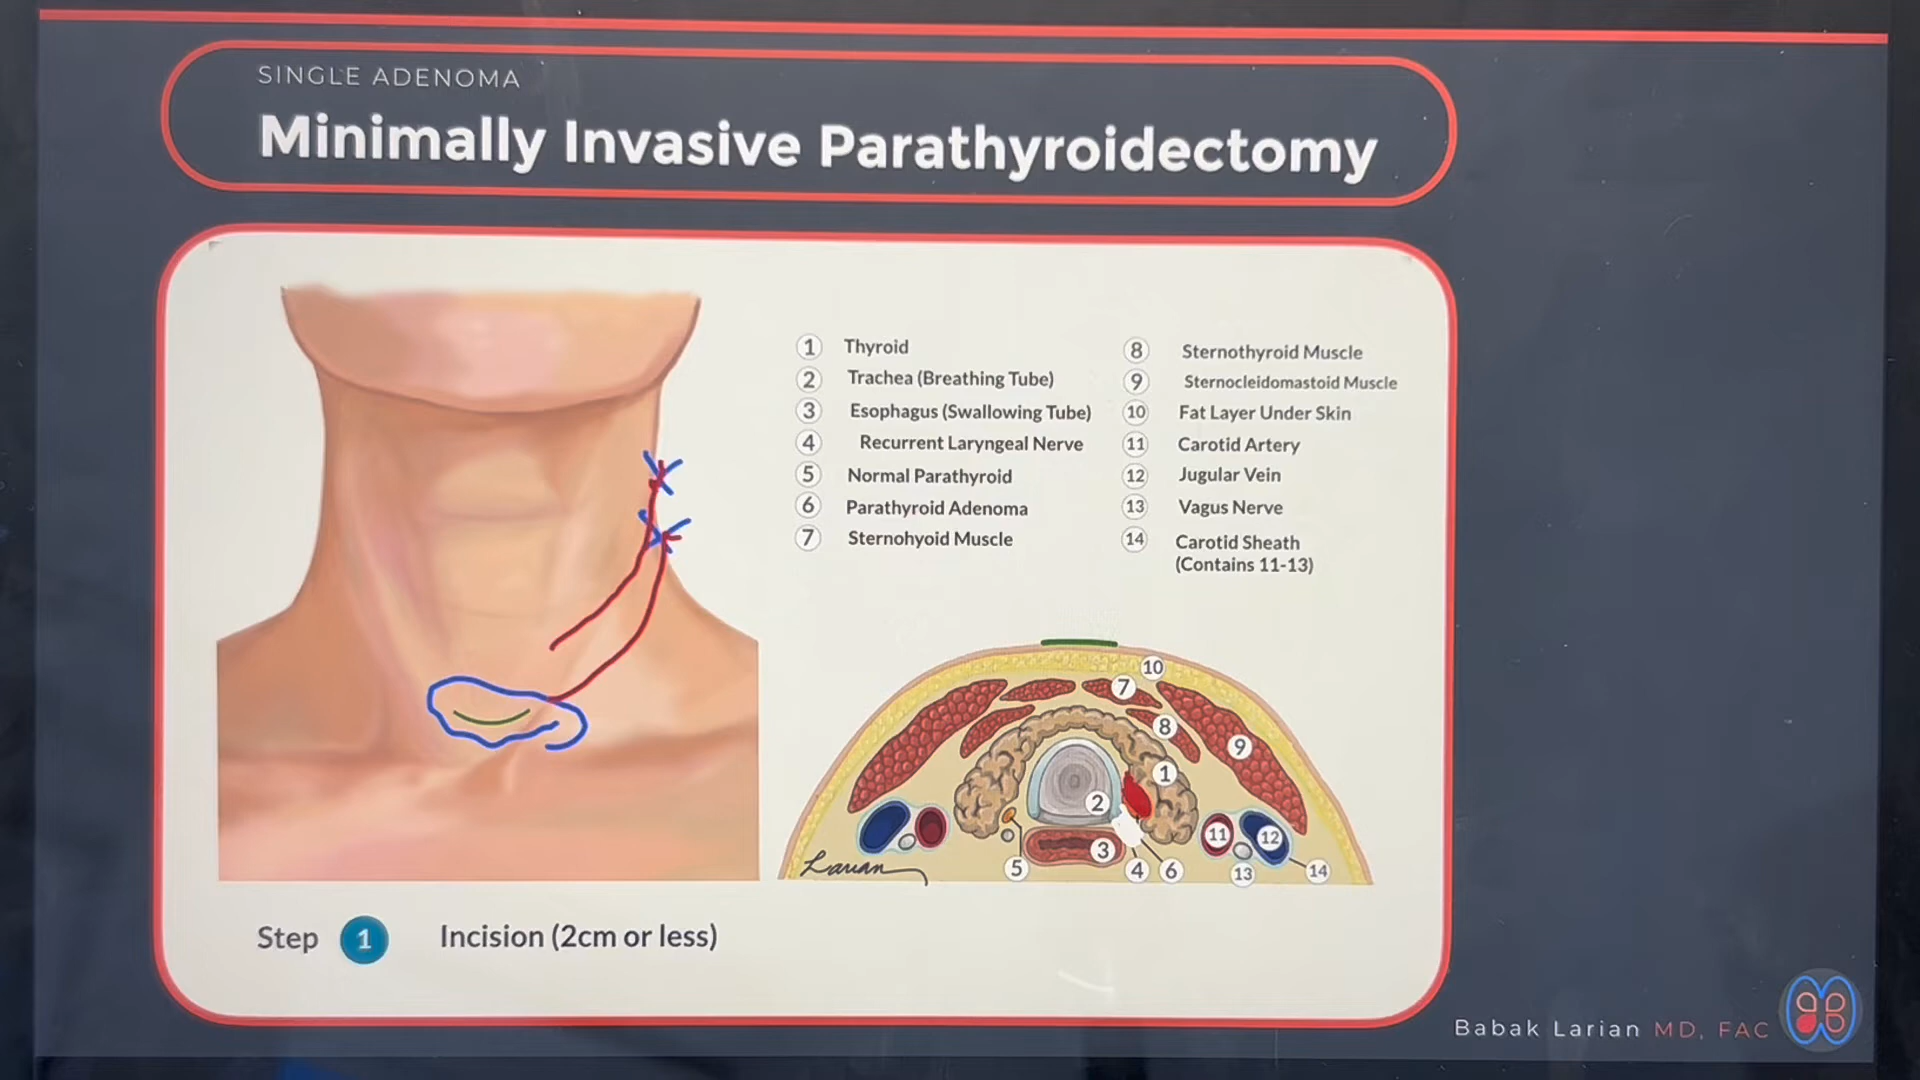 SINGLE ADENOMA
Minimally Invasive Parathyroidectomy
1 Thyroid
2 Trachea (Breathing Tube)
3 Esophagus (Swallowing Tube)
4 Recurrent Laryngeal Nerve
5 Normal Parathyroid
6 Parathyroid Adenoma
7 Sternohyoid Muscle
8 Sternothyroid Muscle
9 Sternocleidomastoid Muscle
10 Fat Layer Under Skin
11 Carotid Artery
12 Jugular Vein
13 Vagus Nerve
14 Carotid Sheath
(Contains 11-13)
10
7
8
9
1
2
11
12
3
5
4
6
13
14
Larian
Step 1 Incision (2cm or less)
Babak Larian MD, FAC